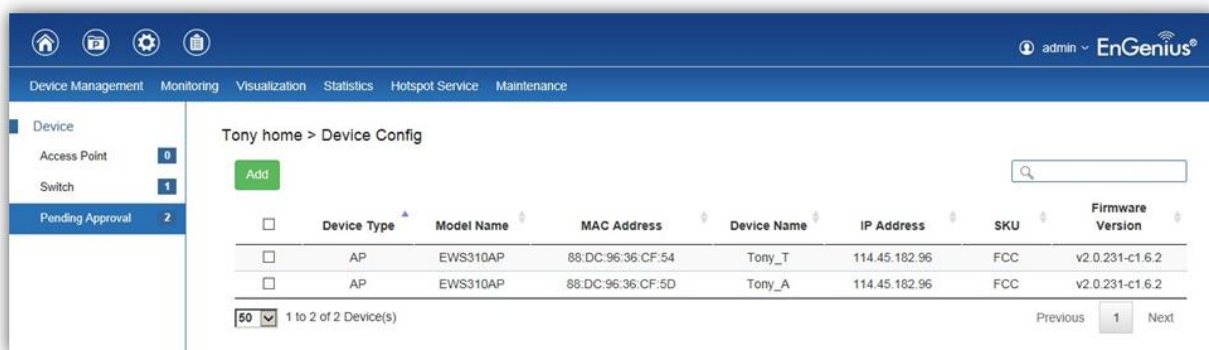 admin EnGenius®
Device Management Monitoring Visualization Statistics Hotspot Service Maintenance
Device
Access Point 0
Switch 1
Pending Approval 2
Tony home > Device Config
Add
Device Type Model Name MAC Address Device Name IP Address SKU Firmware Version
AP EWS310AP 88:DC:96:36:CF:54 Tony_T 114.45.182.96 FCC v2.0.231-c1.6.2
AP EWS310AP 88:DC:96:36:CF:5D Tony_A 114.45.182.96 FCC v2.0.231-c1.6.2
50 1 to 2 of 2 Device(s) Previous 1 Next